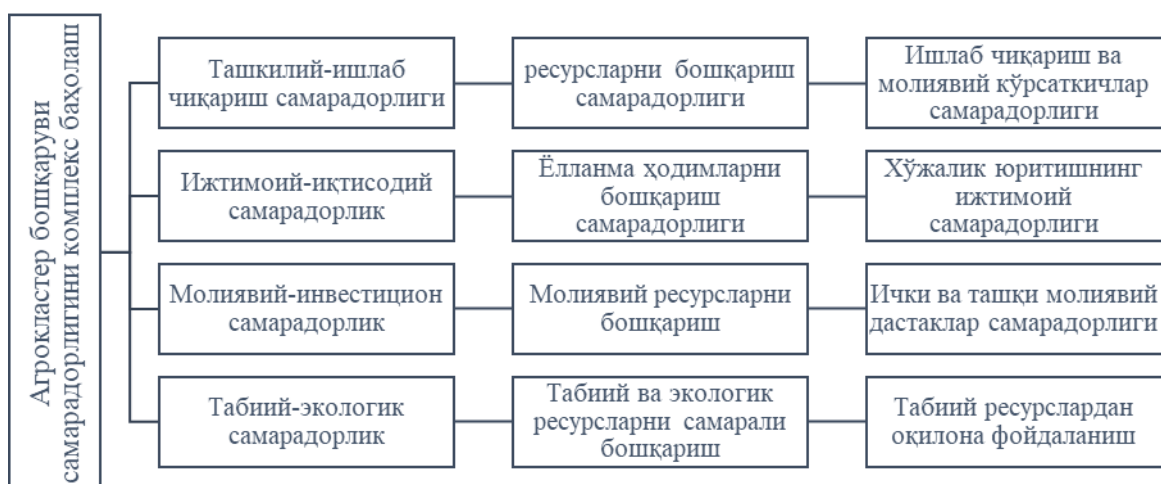 Агрокластер бошқаруви
самарадорлигини комплекс баҳолаш
Ташкилий-ишлаб
чиқариш самарадорлиги
ресурсларни бошқариш
самарадорлиги
Ишлаб чиқариш ва
молиявий кўрсаткичлар
самарадорлиги
Ижтимоий-иқтисодий
самарадорлик
Ёлланма ҳодимларни
бошқариш
самарадорлиги
Хўжалик юритишнинг
ижтимоий
самарадорлиги
Молиявий-инвестицион
самарадорлик
Молиявий ресурсларни
бошқариш
Ички ва ташқи молиявий
дастаклар самарадорлиги
Табиий-экологик
самарадорлик
Табиий ва экологик
ресурсларни самарали
бошқариш
Табиий ресурслардан
оқилона фойдаланиш